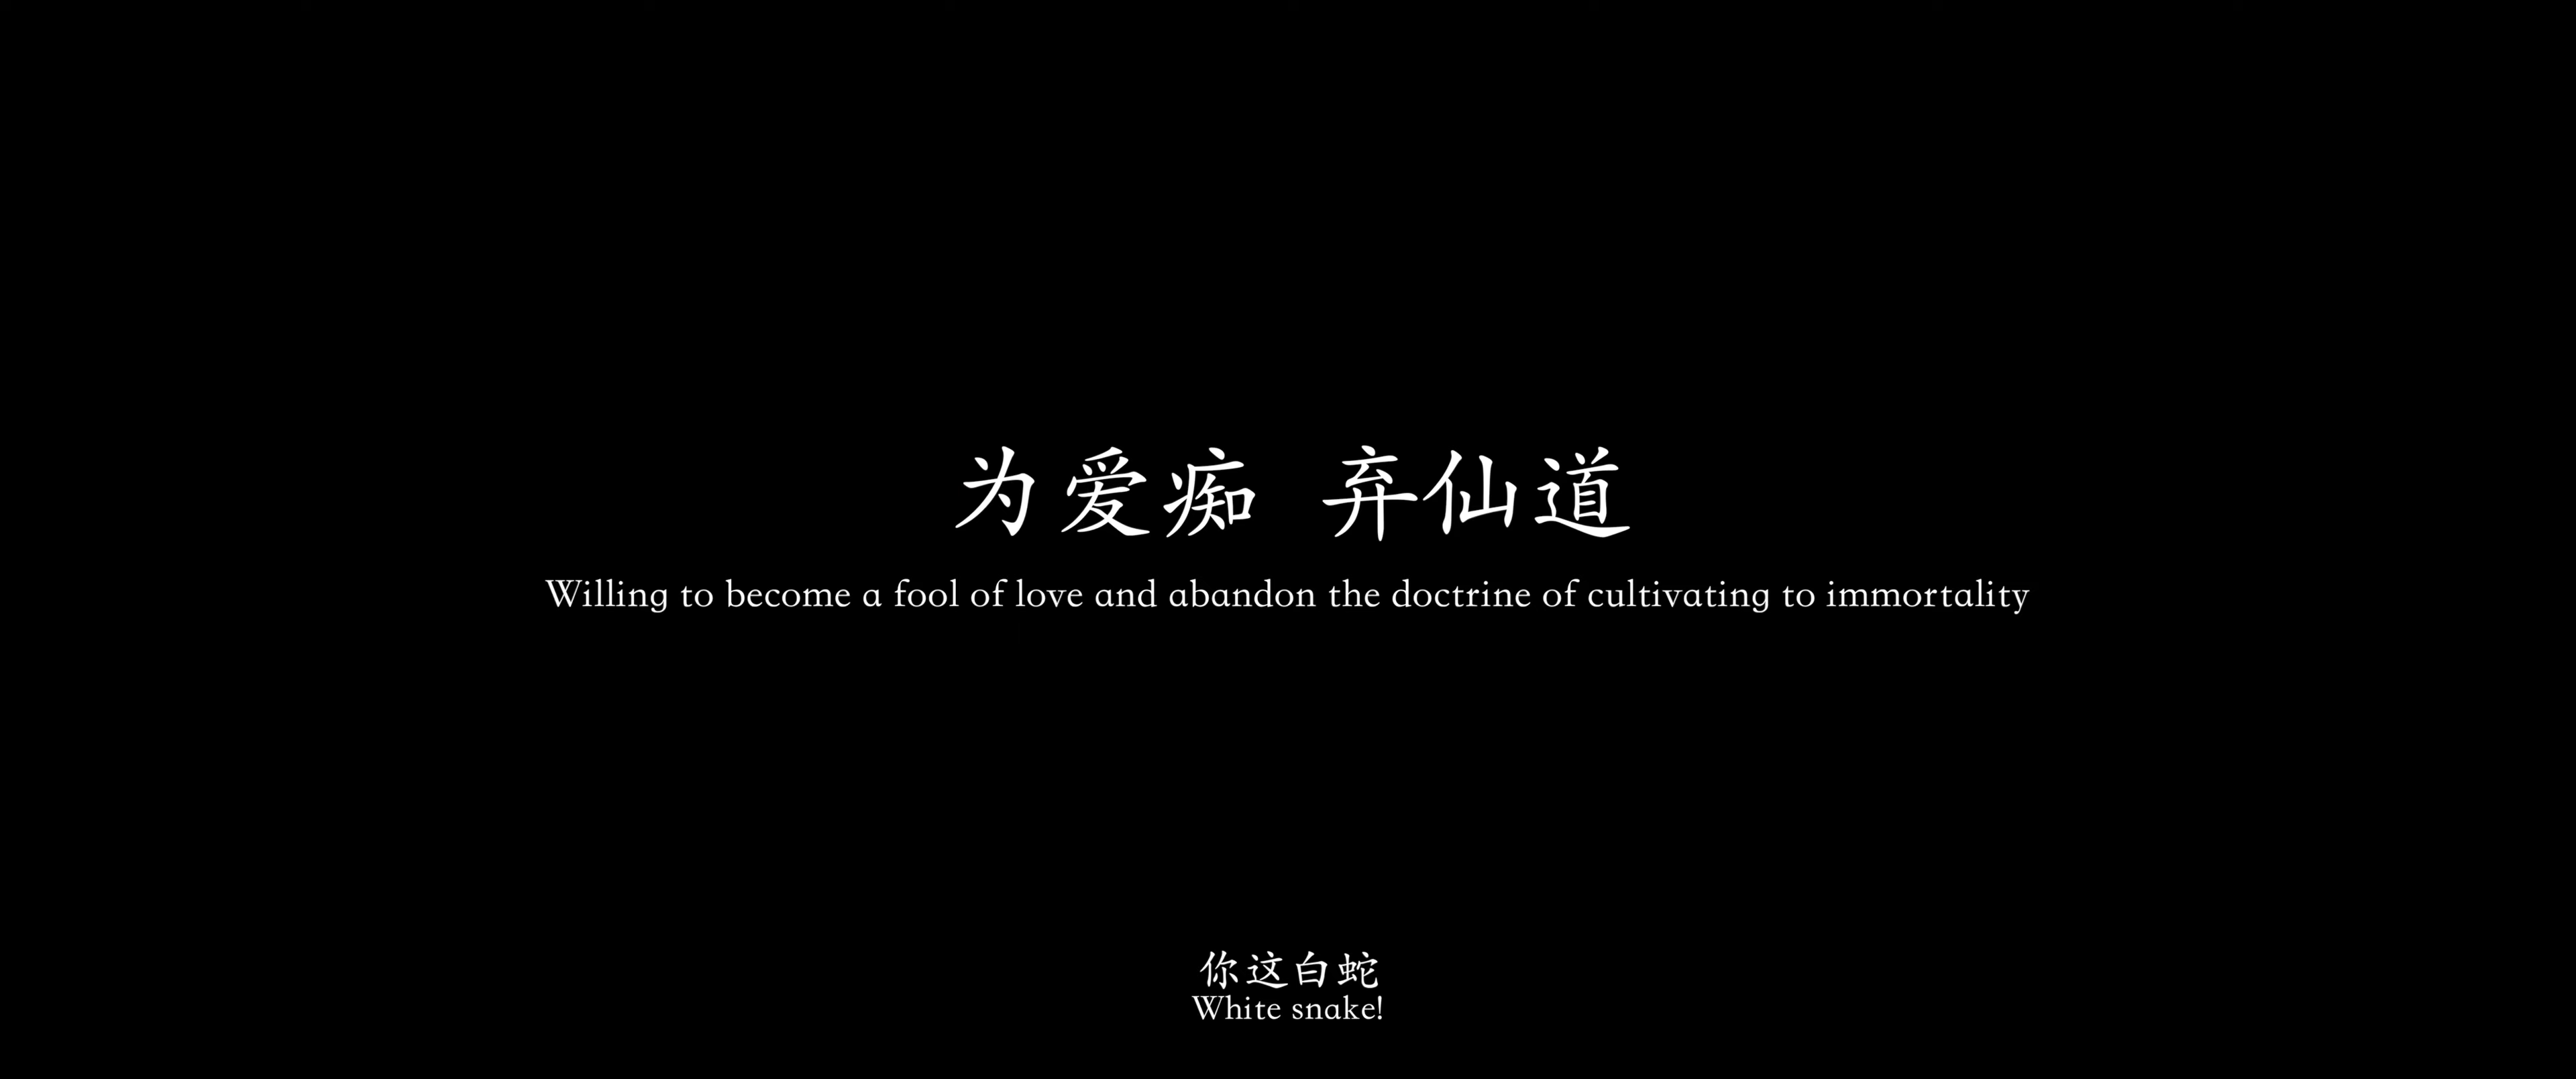 为爱痴 弃仙道
Willing to become a fool of love and abandon the doctrine of cultivating to immortality
你这白蛇
White snake!